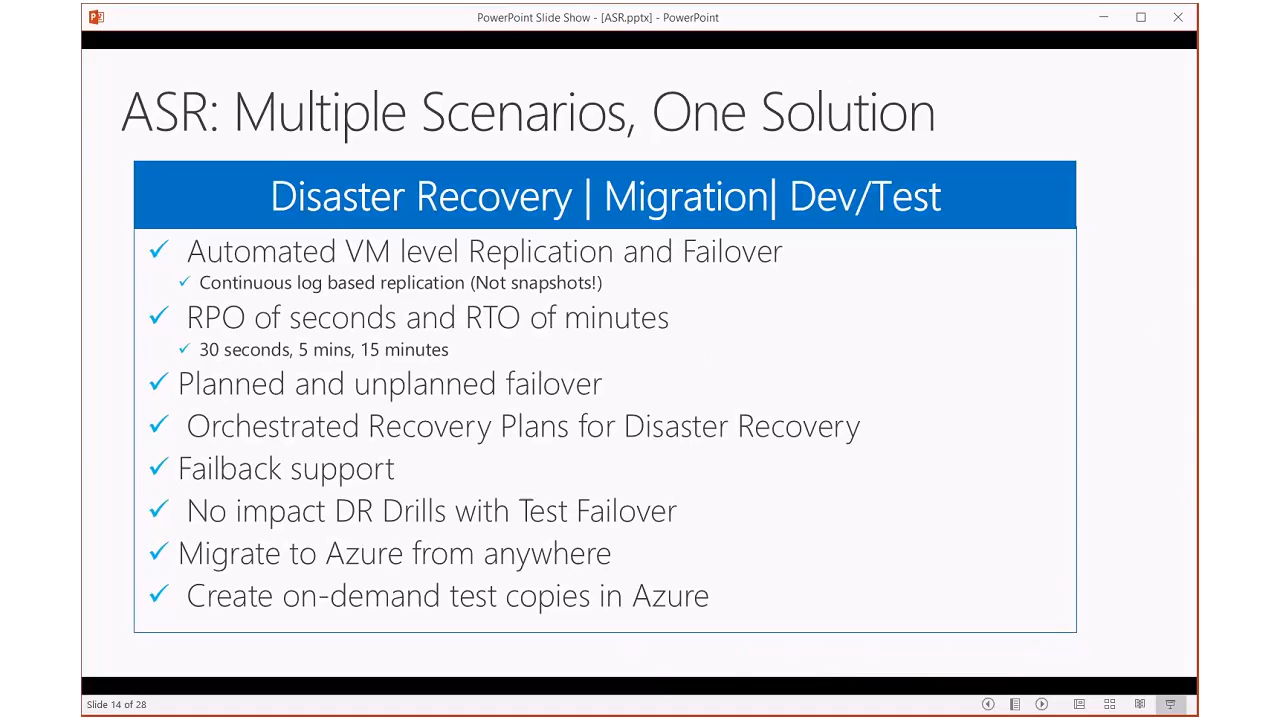 PowerPoint Slide Show - [ASR.pptx] - PowerPoint
ASR: Multiple Scenarios, One Solution
Disaster Recovery | Migration| Dev/Test
✓ Automated VM level Replication and Failover
✓ Continuous log based replication (Not snapshots!)
✓ RPO of seconds and RTO of minutes
✓ 30 seconds, 5 mins, 15 minutes
✓ Planned and unplanned failover
✓ Orchestrated Recovery Plans for Disaster Recovery
✓ Failback support
✓ No impact DR Drills with Test Failover
✓ Migrate to Azure from anywhere
✓ Create on-demand test copies in Azure
Slide 14 of 28